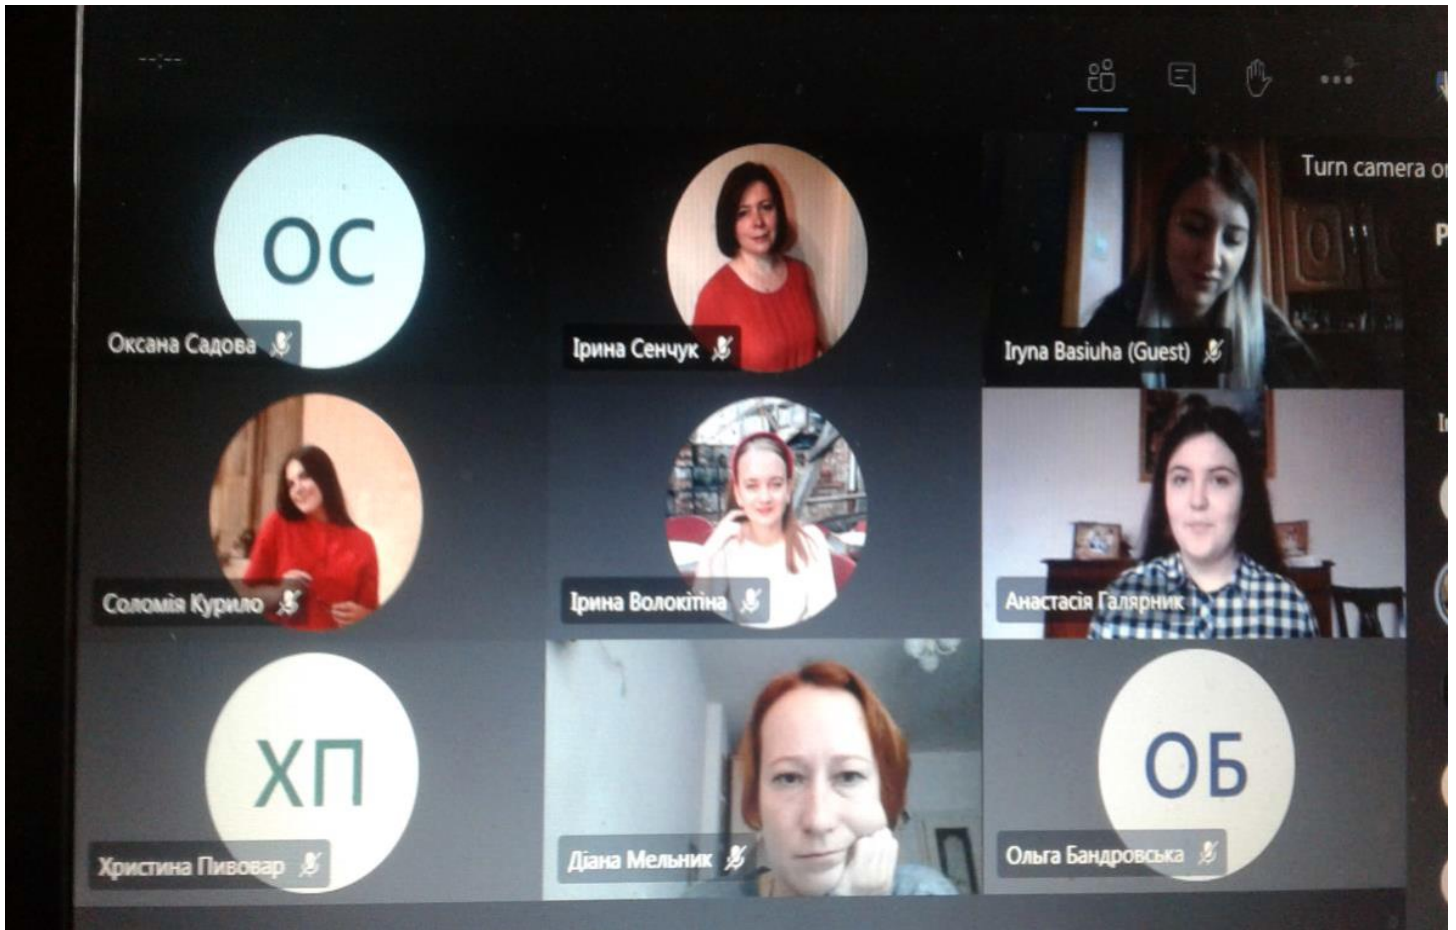 --:--
Turn camera
ОС
Оксана Садова
Ірина Сенчук
Iryna Basiuha (Guest)
Соломія Курило
Ірина Волокітіна
Анастасія Галярник
ХП
Христина Пивовар
Діана Мельник
ОБ
Ольга Бандровська